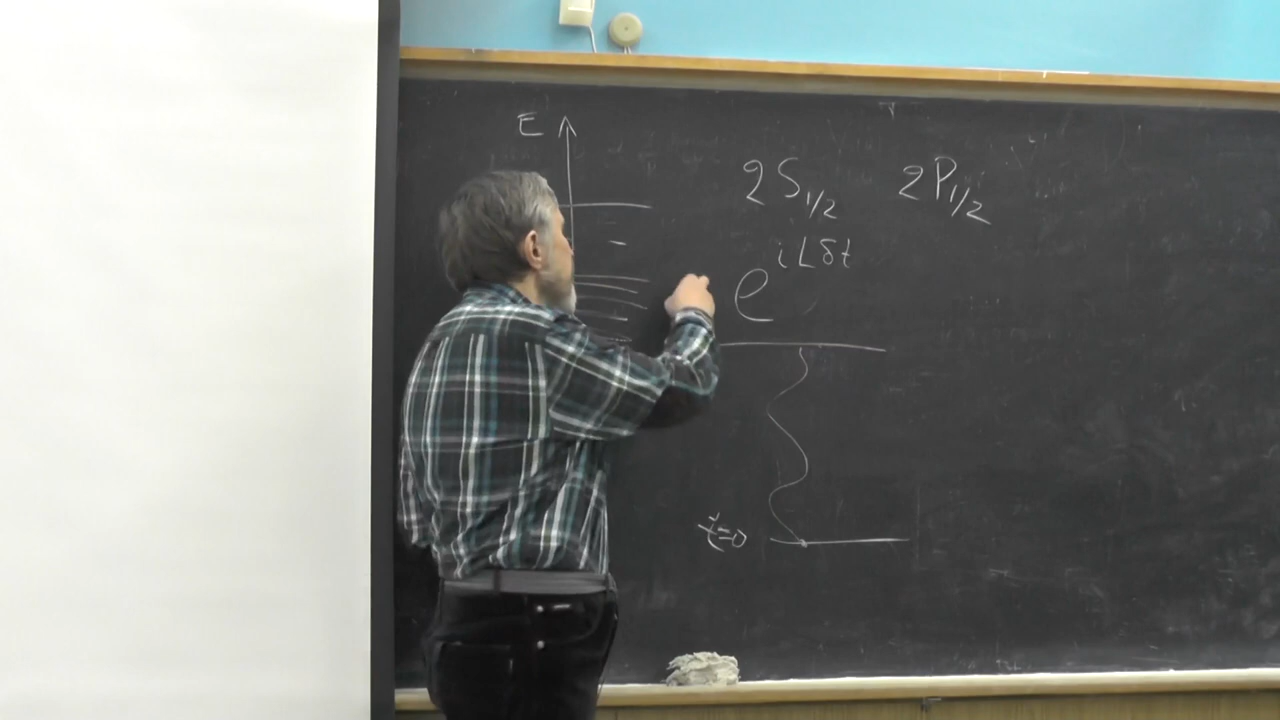 E
2S₁/₂ 2P₁/₂
e^{iLδt}
t=0